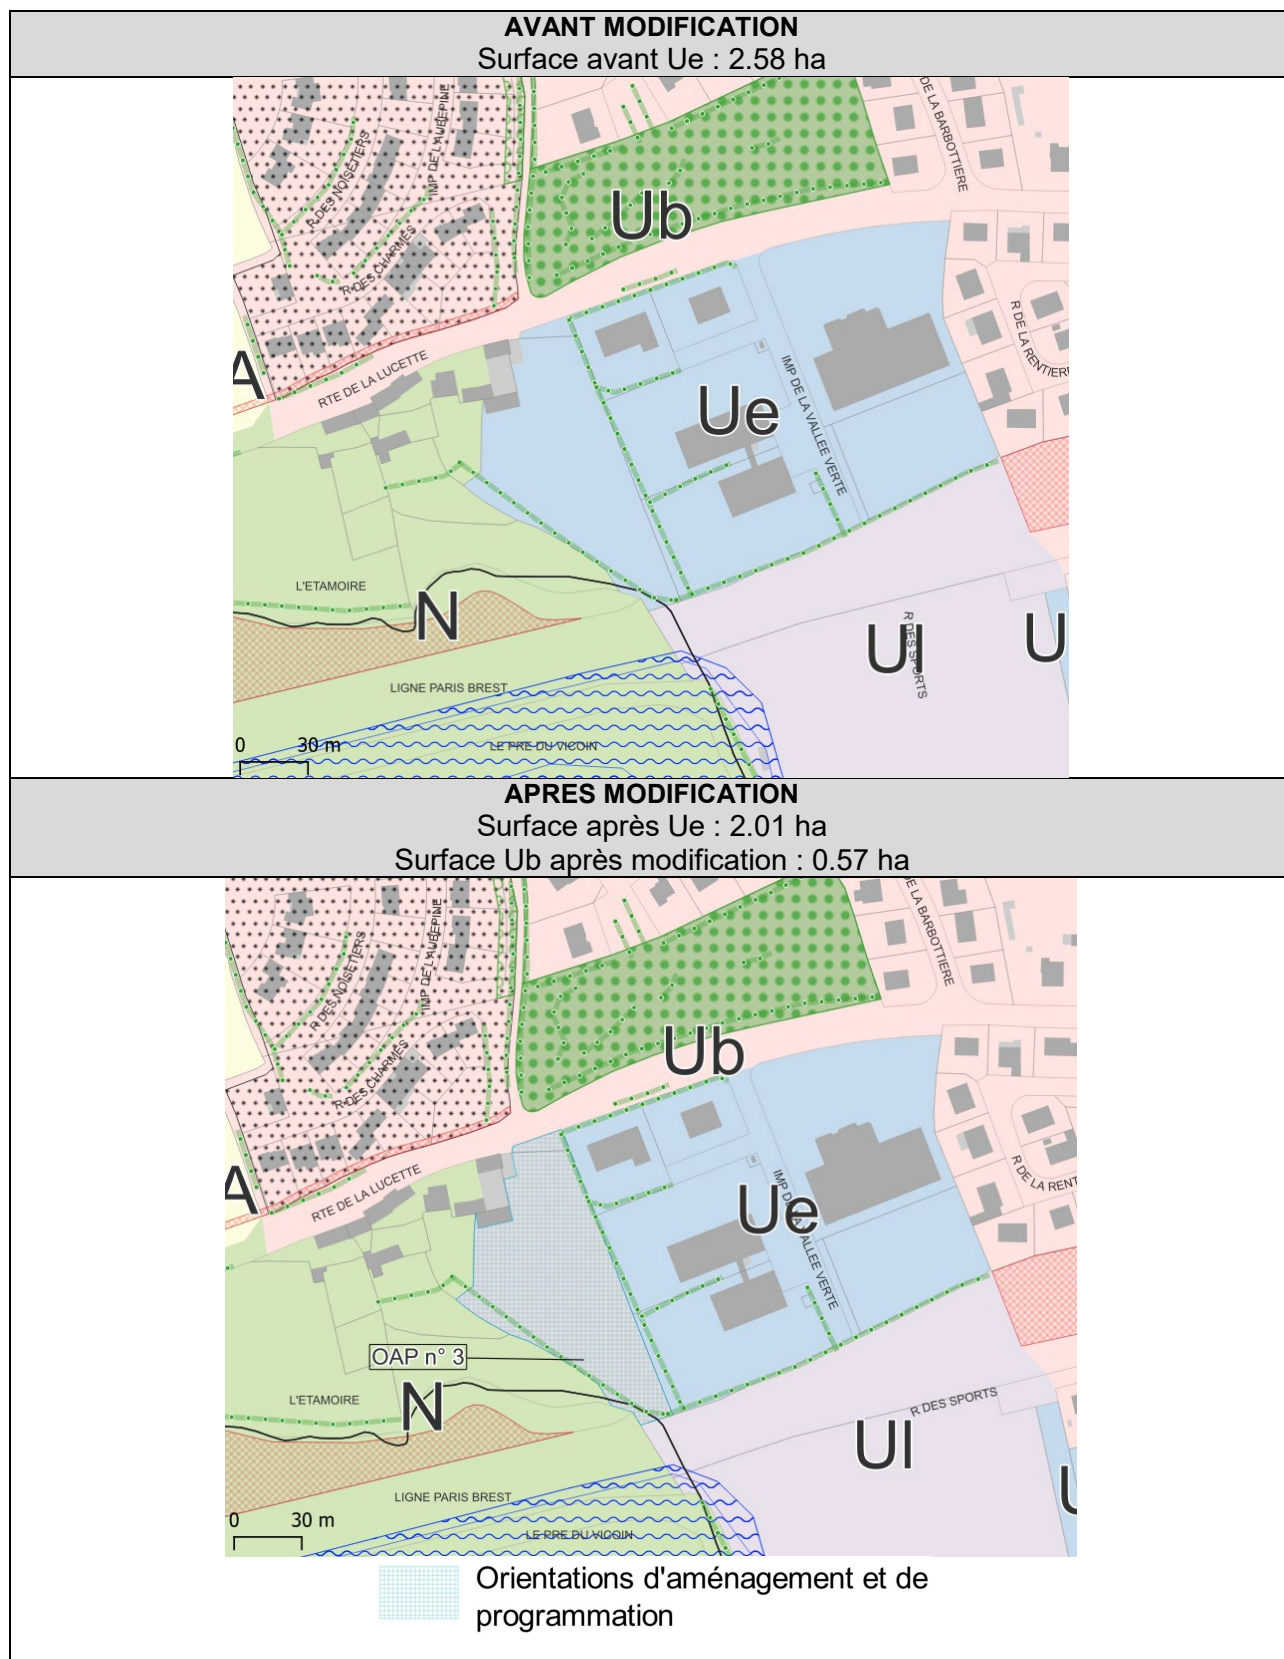 AVANT MODIFICATION
Surface avant Ue : 2.58 ha
DE LA BARBOTTIERE
IMP DE L'AUBEPINE
R DES NOISETIERS
Ub
R DES CHARMES
R DE LA RENTIERE
A
RTE DE LA LUCETTE
IMP DE LA VALLEE VERTE
Ue
L'ETAMOIRE
N
R DES SPORTS
Ul
U
LIGNE PARIS BREST
0 30 m
LE PRE DU VICOIN
APRES MODIFICATION
Surface après Ue : 2.01 ha
Surface Ub après modification : 0.57 ha
DE LA BARBOTTIERE
IMP DE L'AUBEPINE
R DES NOISETIERS
Ub
R DES CHARMES
R DE LA RENT
A
RTE DE LA LUCETTE
IMP DE LA VALLEE VERTE
Ue
OAP n° 3
L'ETAMOIRE
N
R DES SPORTS
Ul
U
LIGNE PARIS BREST
0 30 m
LE PRE DU VICOIN
Orientations d'aménagement et de
programmation